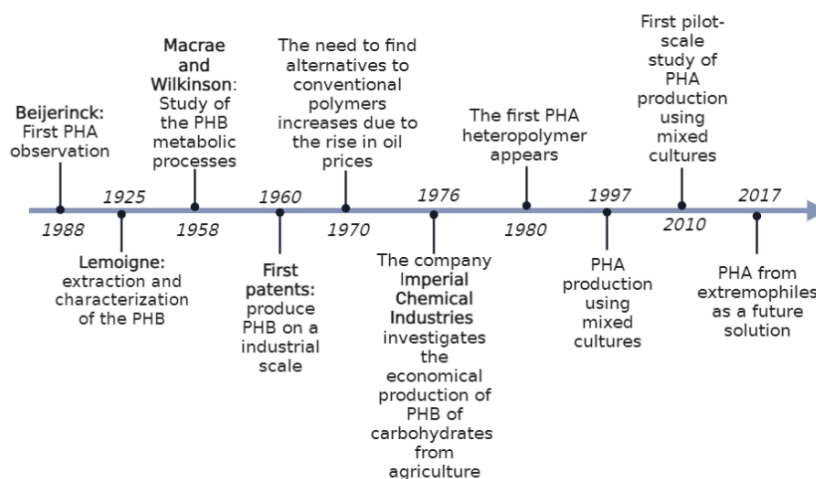 Beijerinck:
First PHA
observation
1988
1925
Lemoigne:
extraction and
characterization
of the PHB
Macrae
and
Wilkinson:
Study of
the PHB
metabolic
processes
1958
1960
First
patents:
produce
PHB on a
industrial
scale
The need to find
alternatives to
conventional
polymers
increases due to
the rise in oil
prices
1970
1976
The company
Imperial
Chemical
Industries
investigates
the
economical
production of
PHB of
carbohydrates
from
agriculture
The first PHA
heteropolymer
appears
1980
1997
PHA
production
using
mixed
cultures
First pilot-
scale
study of
PHA
production
using
mixed
cultures
2010
2017
PHA from
extremophiles
as a future
solution